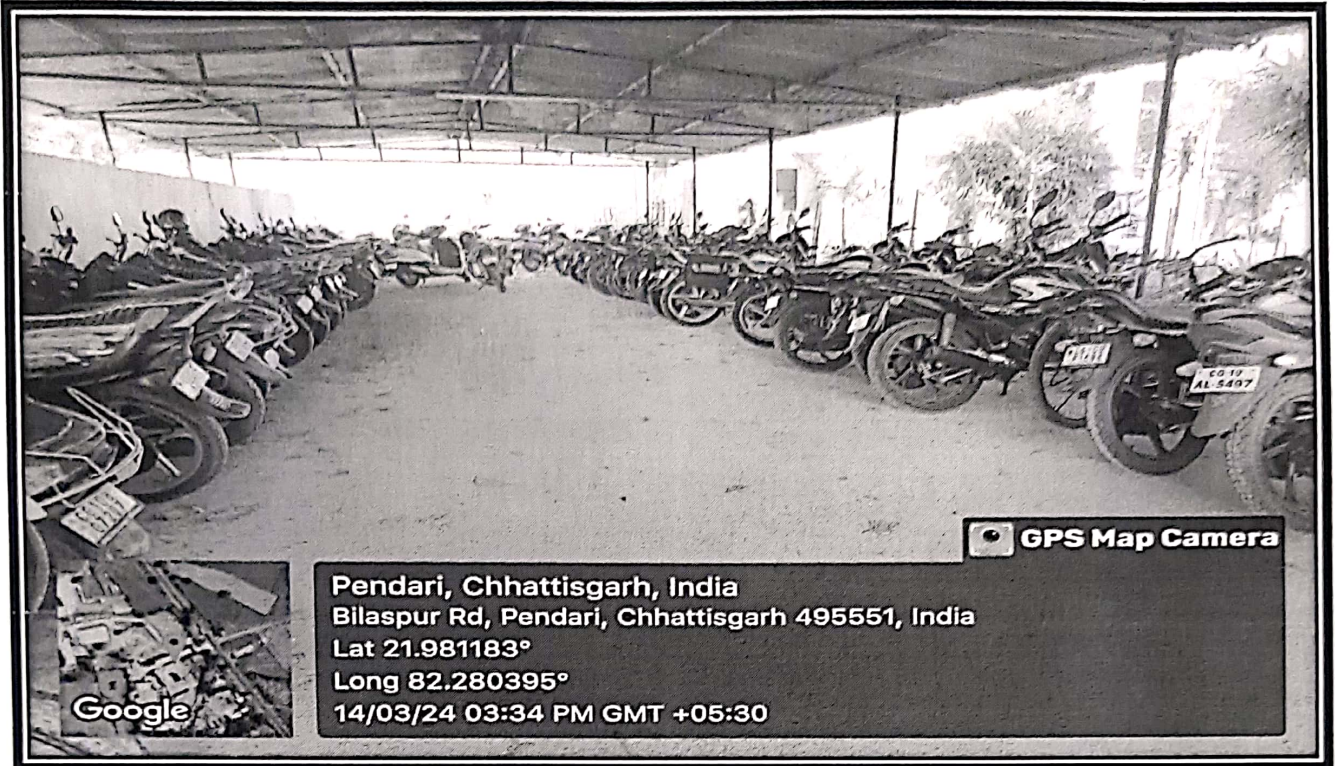 CG 10
AL-5497
GPS Map Camera
Pendari, Chhattisgarh, India
Bilaspur Rd, Pendari, Chhattisgarh 495551, India
Lat 21.981183°
Long 82.280395°
14/03/24 03:34 PM GMT +05:30
Google